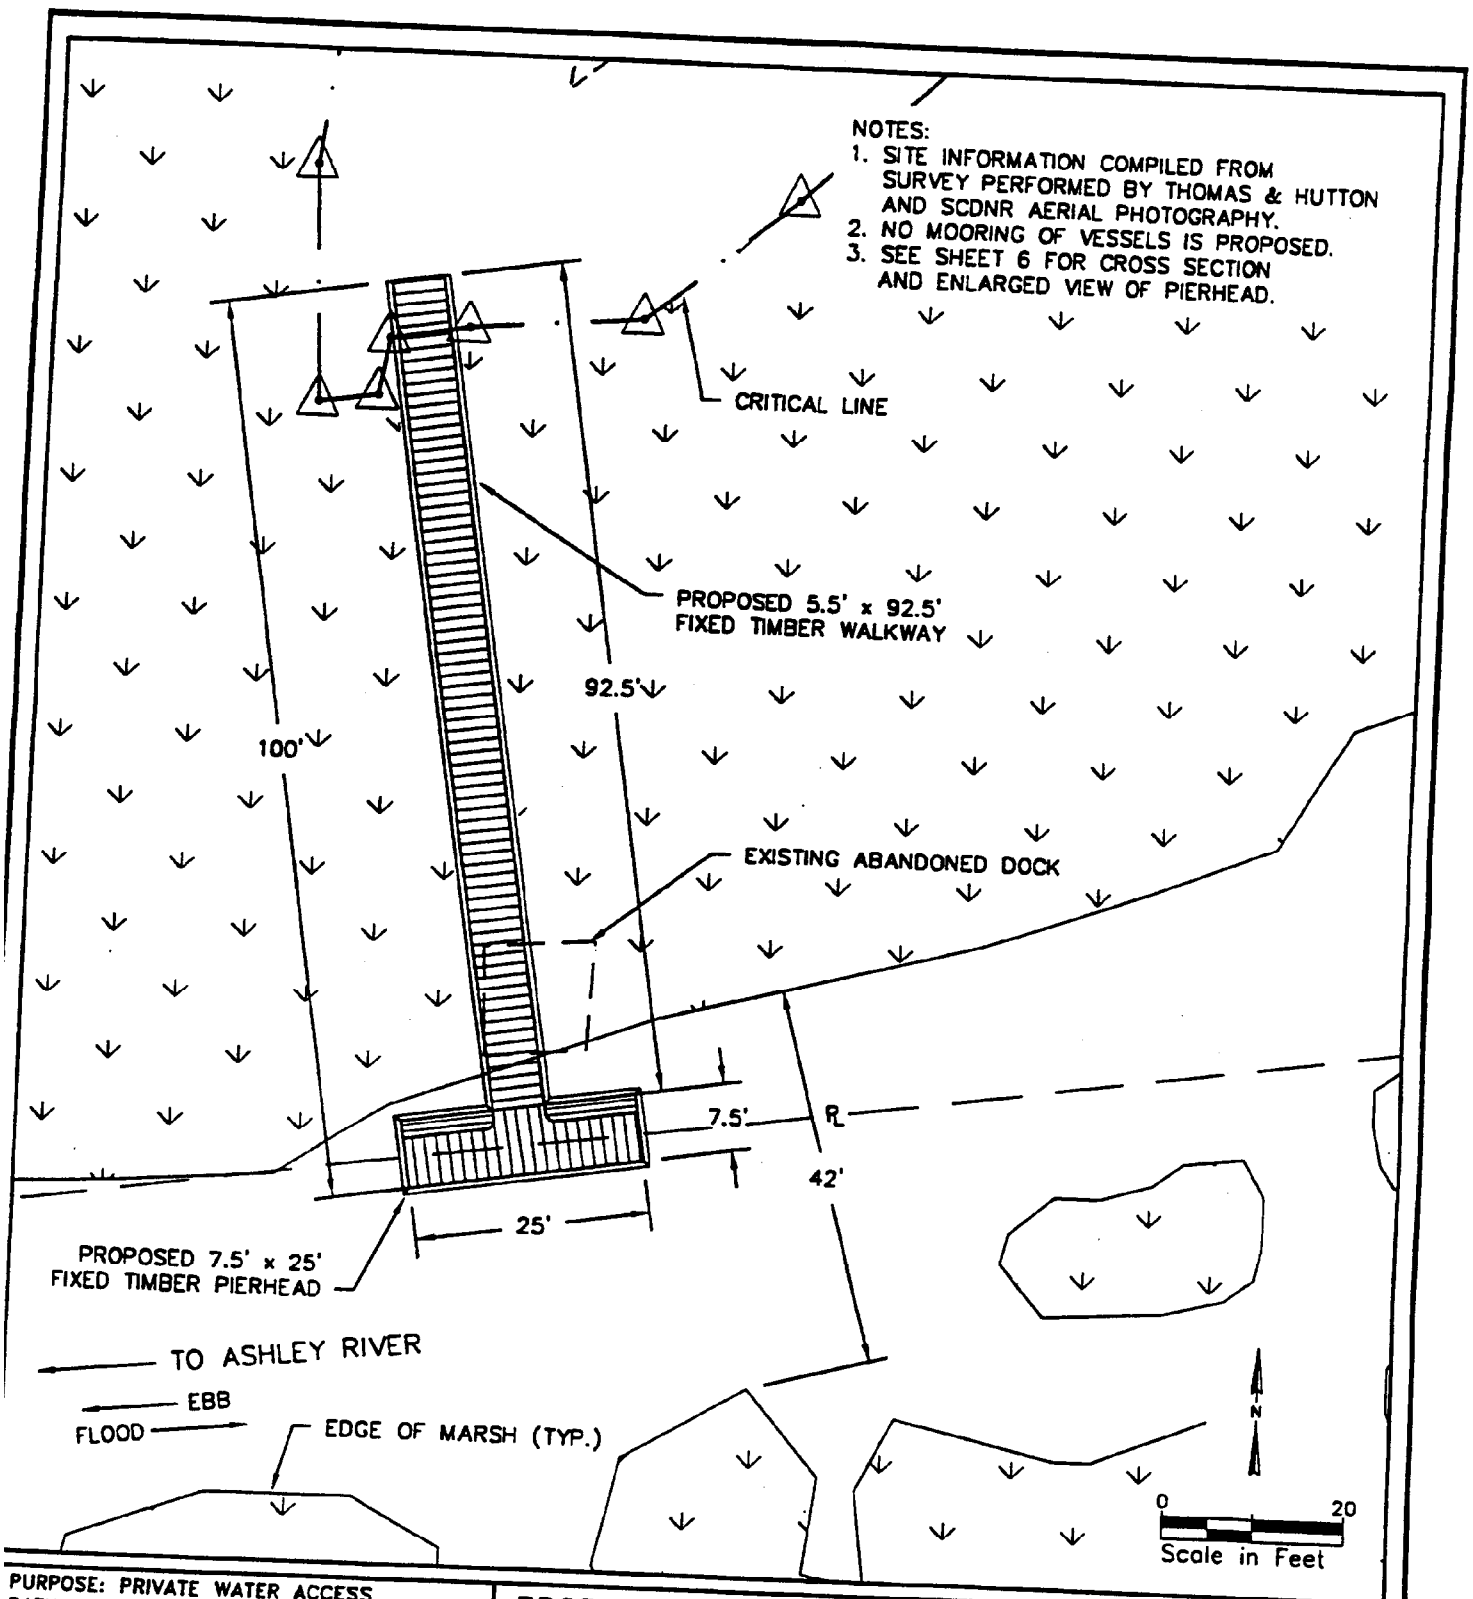 NOTES:
1. SITE INFORMATION COMPILED FROM
SURVEY PERFORMED BY THOMAS & HUTTON
AND SCDNR AERIAL PHOTOGRAPHY.
2. NO MOORING OF VESSELS IS PROPOSED.
3. SEE SHEET 6 FOR CROSS SECTION
AND ENLARGED VIEW OF PIERHEAD.
CRITICAL LINE
PROPOSED 5.5' x 92.5'
FIXED TIMBER WALKWAY
92.5'
100'
EXISTING ABANDONED DOCK
7.5'
PL
42'
25'
PROPOSED 7.5' x 25'
FIXED TIMBER PIERHEAD
TO ASHLEY RIVER
EBB
FLOOD
EDGE OF MARSH (TYP.)
N
0 20
Scale in Feet
PURPOSE: PRIVATE WATER ACCESS